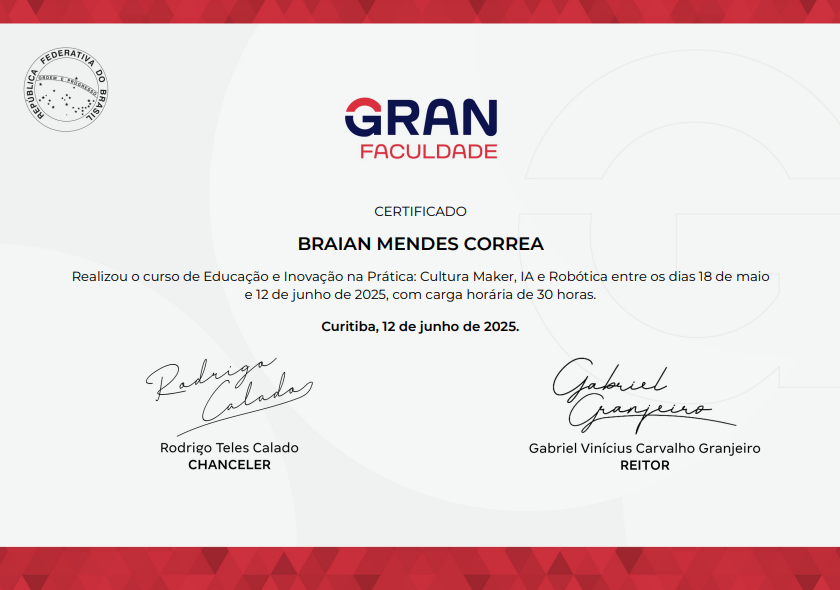 REPÚBLICA FEDERATIVA DO BRASIL
ORDEM E PROGRESSO
GRAN
FACULDADE
CERTIFICADO
BRAIAN MENDES CORREA
Realizou o curso de Educação e Inovação na Prática: Cultura Maker, IA e Robótica entre os dias 18 de maio
e 12 de junho de 2025, com carga horária de 30 horas.
Curitiba, 12 de junho de 2025.
Rodrigo
Calado
Gabriel
Granjeiro
Rodrigo Teles Calado
CHANCELER
Gabriel Vinícius Carvalho Granjeiro
REITOR